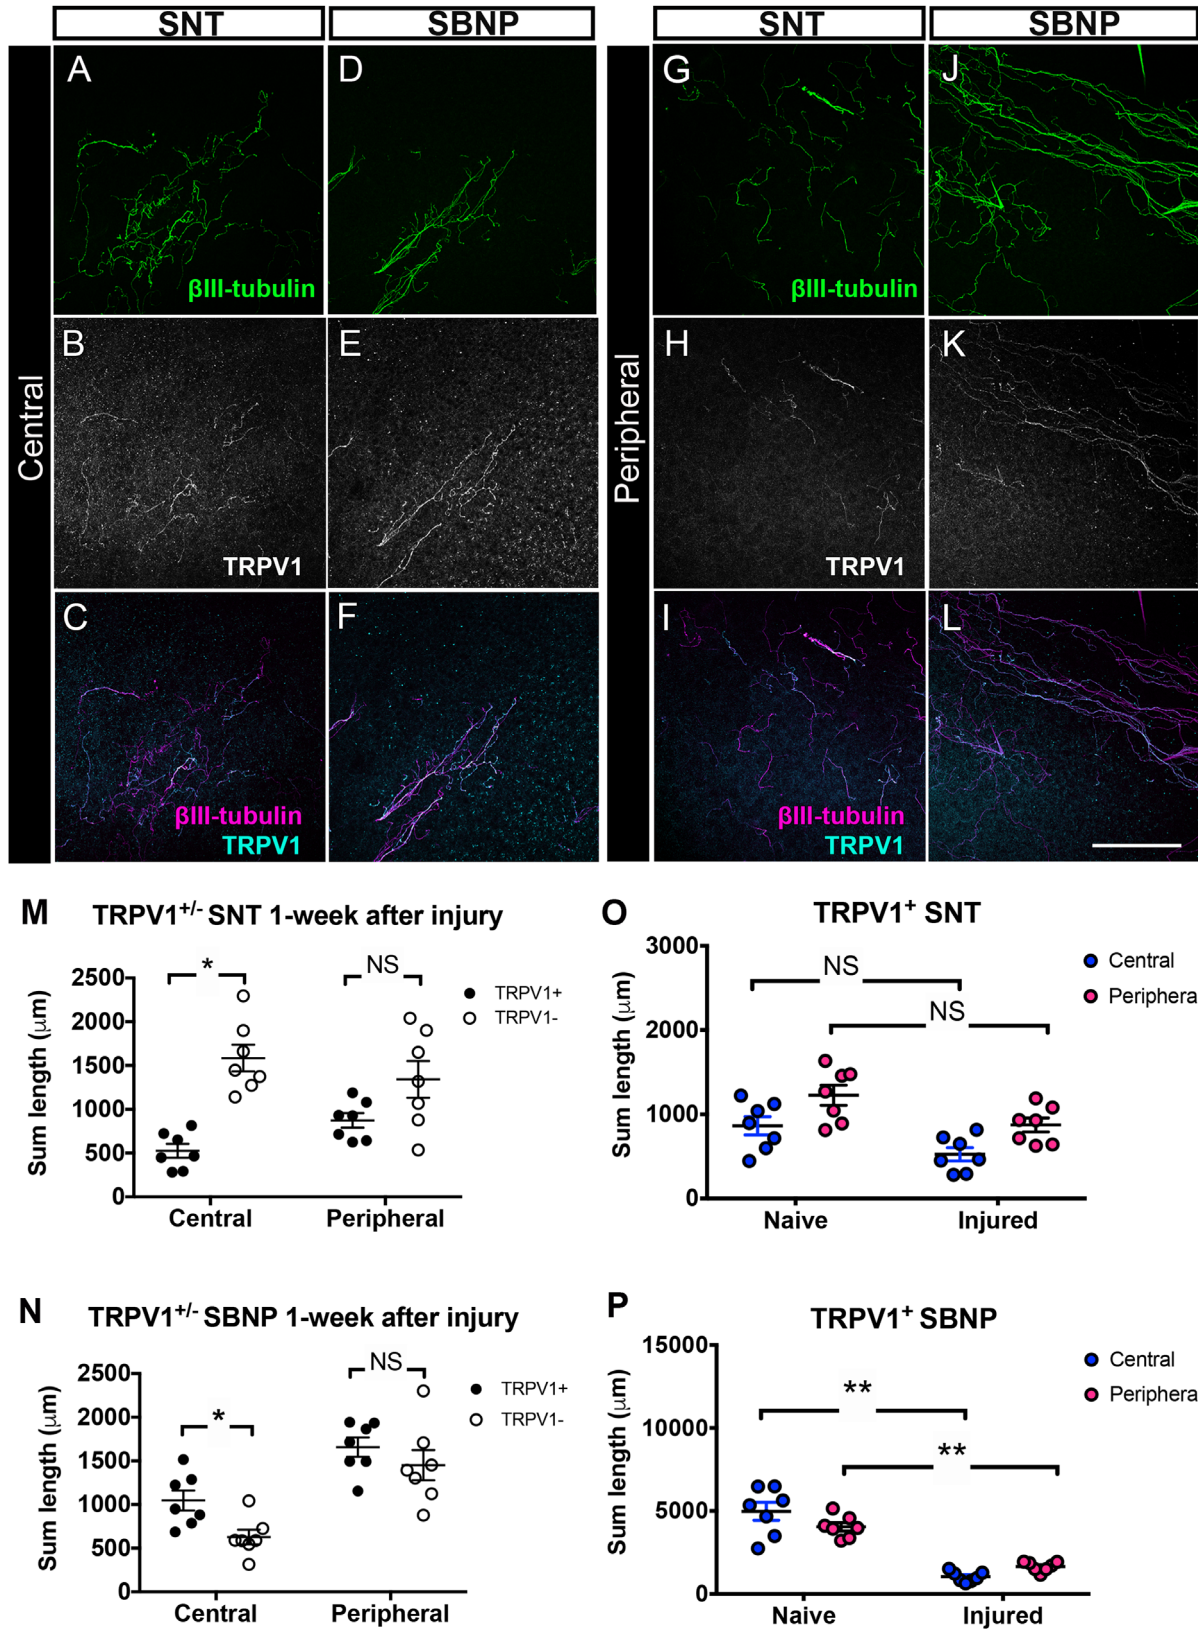 SNT
SBNP
SNT
SBNP
Central
Peripheral
A
βIII-tubulin
D
G
βIII-tubulin
J
B
TRPV1
E
H
TRPV1
K
C
βIII-tubulin
TRPV1
F
I
βIII-tubulin
TRPV1
L
M
TRPV1+/- SNT 1-week after injury
Sum length (μm)
2500
2000
1500
1000
500
0
*
NS
TRPV1+
TRPV1-
Central
Peripheral
O
TRPV1+ SNT
Sum length (μm)
3000
2000
1000
0
NS
NS
Central
Periphera
Naive
Injured
N
TRPV1+/- SBNP 1-week after injury
Sum length (μm)
2500
2000
1500
1000
500
0
*
NS
TRPV1+
TRPV1-
Central
Peripheral
P
TRPV1+ SBNP
Sum length (μm)
15000
10000
5000
0
**
**
Central
Periphera
Naive
Injured